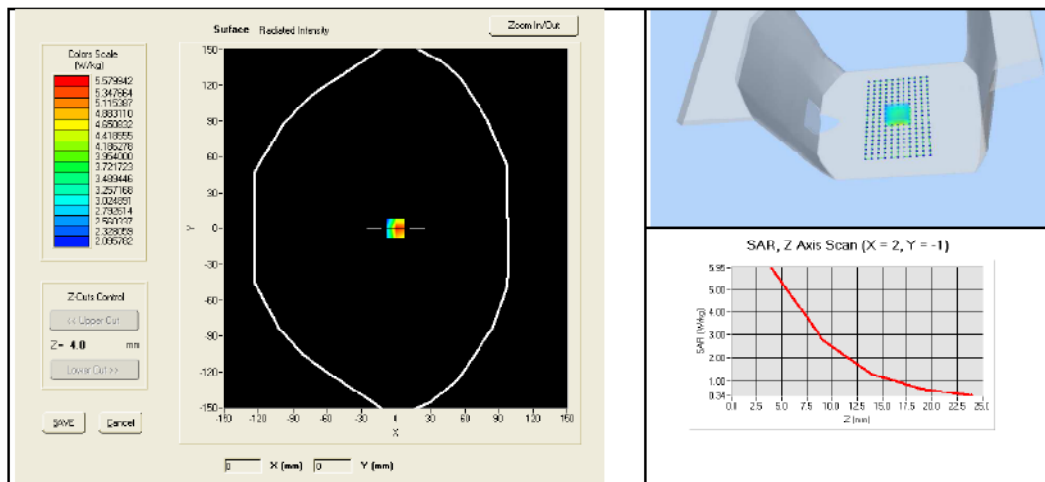 Surface Radiated Intensity
Zoom In/Out
Colors Scale
(W/kg)
5.579942
5.347664
5.115387
4.883110
4.650832
4.418555
4.186278
3.954000
3.721723
3.489446
3.257168
3.024891
2.792614
2.560337
2.328059
2.095782
Z-Cuts Control
<< Upper Cut
Z= 4.0 mm
Lower Cut >>
SAVE
Cancel
150
120
90
60
30
0
-30
-60
-90
-120
-150
Y
-150 -120 -90 -60 -30 0 30 60 90 120 150
X
0 X (mm) 0 Y (mm)
SAR, Z Axis Scan (X = 2, Y = -1)
5.95
5.00
4.00
3.00
2.00
1.00
0.34
SAR (W/kg)
0.0 2.5 5.0 7.5 10.0 12.5 15.0 17.5 20.0 22.5 25.0
Z (mm)